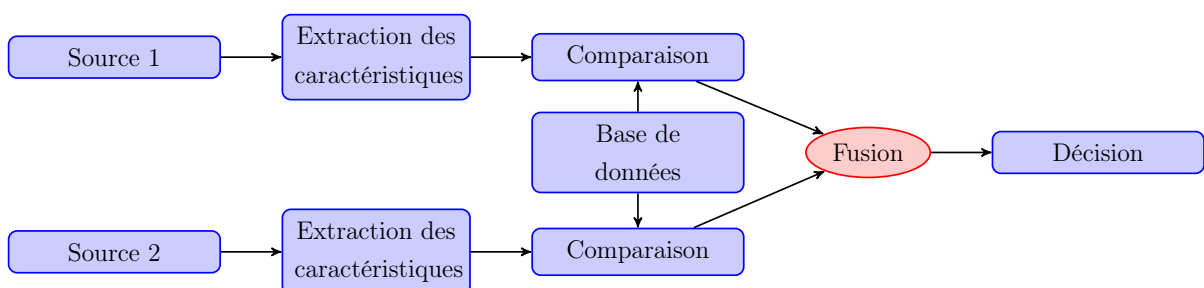 Source 1
Extraction des
caractéristiques
Comparaison
Base de
données
Fusion
Décision
Source 2
Extraction des
caractéristiques
Comparaison